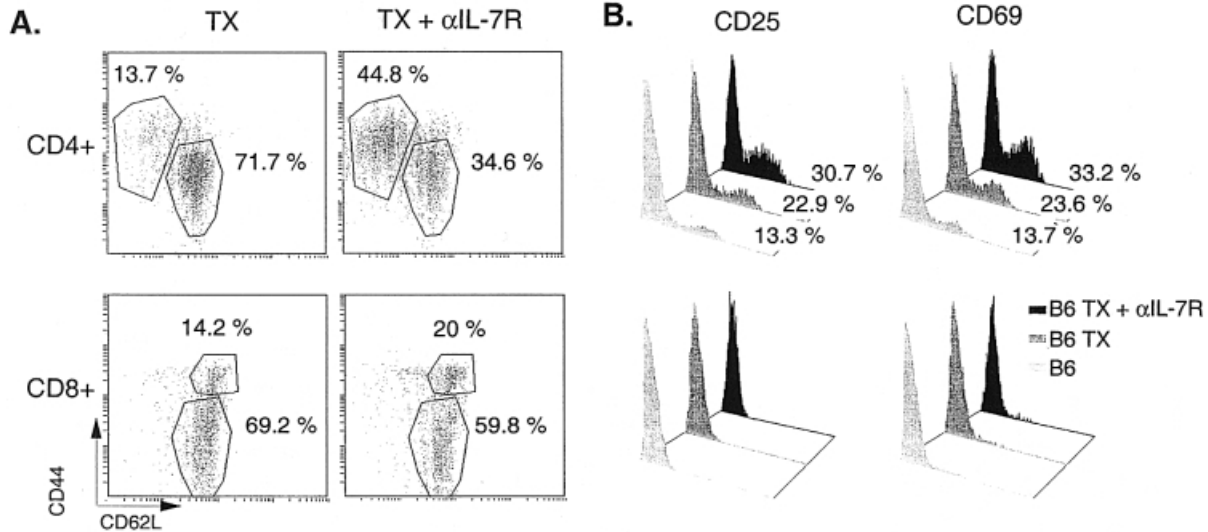 A.
TX
TX + αIL-7R
CD4+
13.7 %
71.7 %
44.8 %
34.6 %
CD8+
14.2 %
69.2 %
20 %
59.8 %
CD44
CD62L
B.
CD25
CD69
30.7 %
22.9 %
13.3 %
33.2 %
23.6 %
13.7 %
B6 TX + αIL-7R
B6 TX
B6